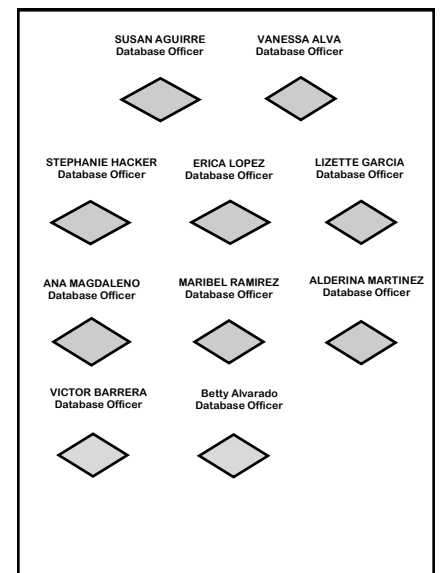 SUSAN AGUIRRE
Database Officer
VANESSA ALVA
Database Officer
STEPHANIE HACKER
Database Officer
ERICA LOPEZ
Database Officer
LIZETTE GARCIA
Database Officer
ANA MAGDALENO
Database Officer
MARIBEL RAMIREZ
Database Officer
ALDERINA MARTINEZ
Database Officer
VICTOR BARRERA
Database Officer
Betty Alvarado
Database Officer